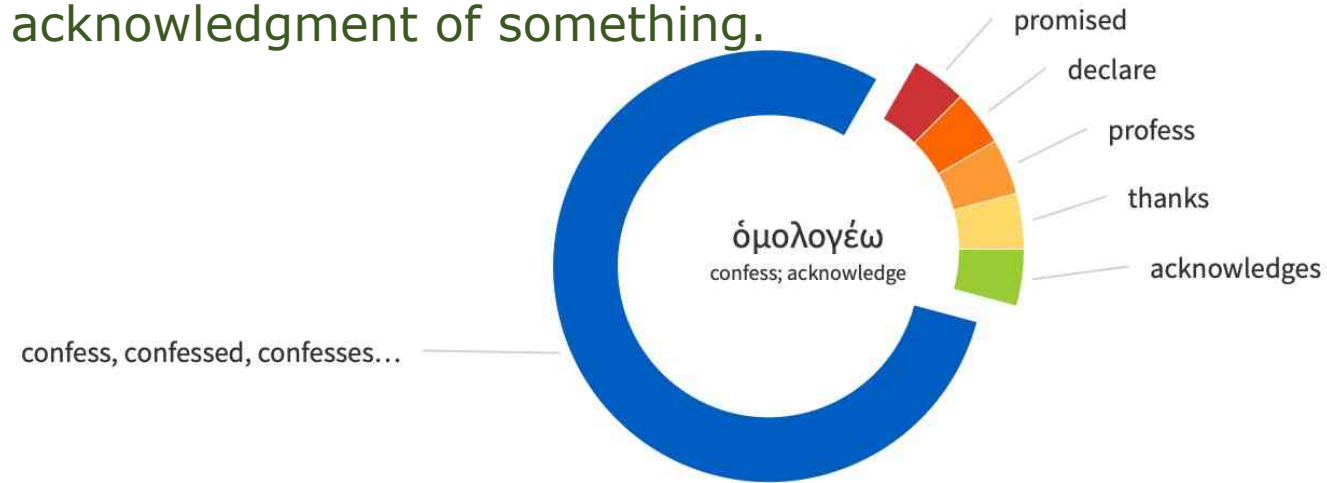 acknowledgment of something.
promised
declare
profess
thanks
acknowledges
ὁμολογέω
confess; acknowledge
confess, confessed, confesses…